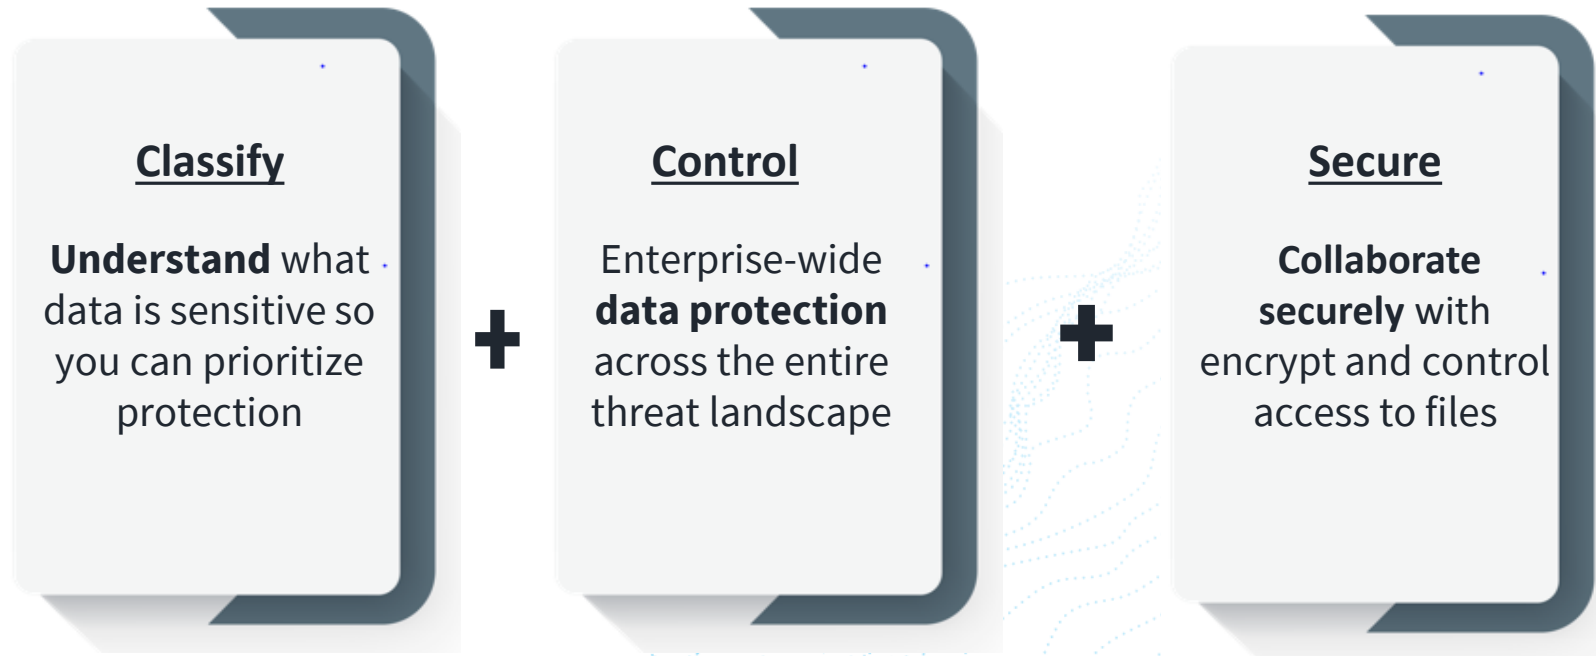 Classify
Understand what
data is sensitive so
you can prioritize
protection
Control
Enterprise-wide
data protection
across the entire
threat landscape
Secure
Collaborate
securely with
encrypt and control
access to files